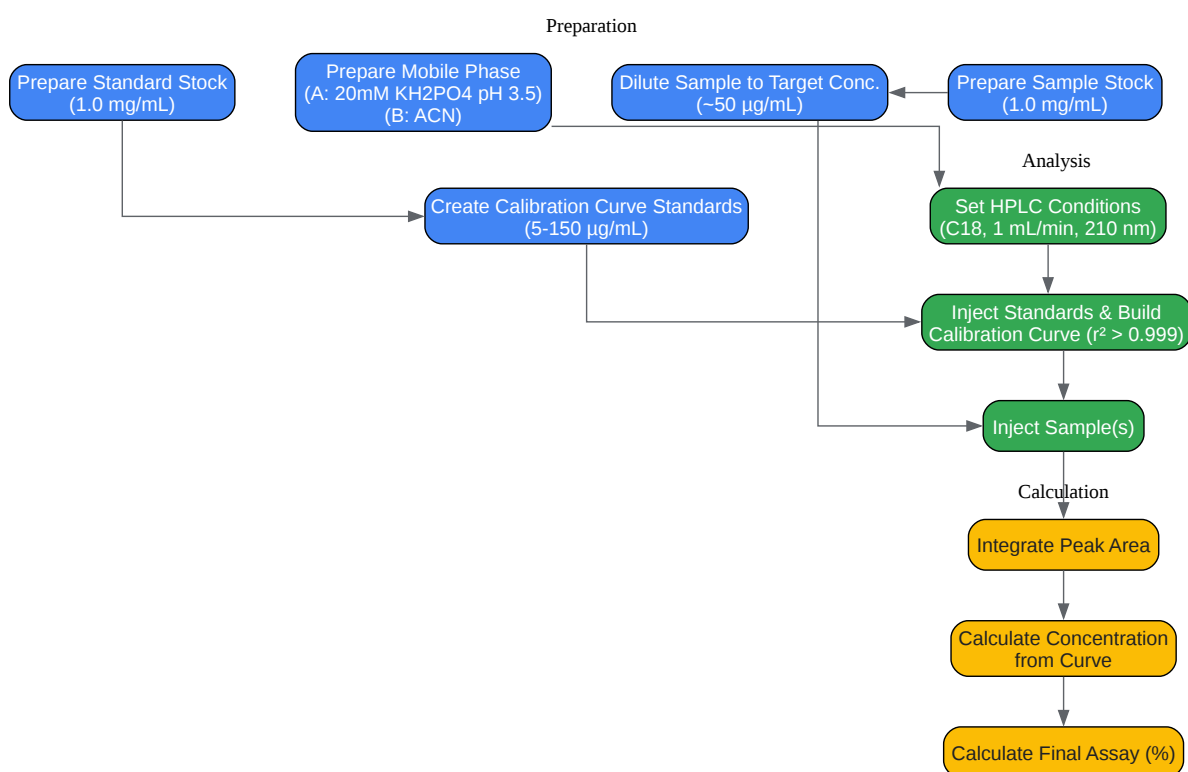 Preparation
Prepare Standard Stock
(1.0 mg/mL)
Prepare Mobile Phase
(A: 20mM KH2PO4 pH 3.5)
(B: ACN)
Dilute Sample to Target Conc.
(~50 µg/mL)
Prepare Sample Stock
(1.0 mg/mL)
Analysis
Create Calibration Curve Standards
(5-150 µg/mL)
Set HPLC Conditions
(C18, 1 mL/min, 210 nm)
Inject Standards & Build
Calibration Curve (r² > 0.999)
Inject Sample(s)
Calculation
Integrate Peak Area
Calculate Concentration
from Curve
Calculate Final Assay (%)